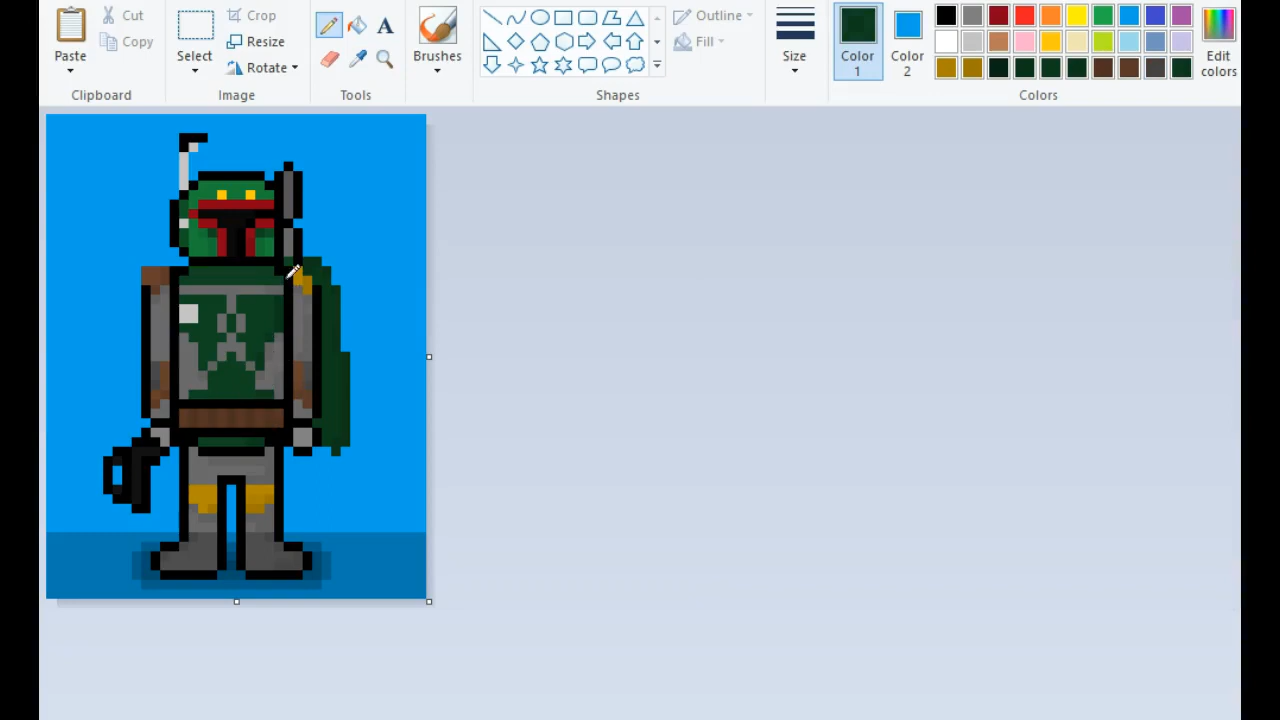 Paste
Cut
Copy
Clipboard
Select
Crop
Resize
Rotate
Image
A
Tools
Brushes
Outline
Fill
Shapes
Size
Color
1
Color
2
Edit
colors
Colors